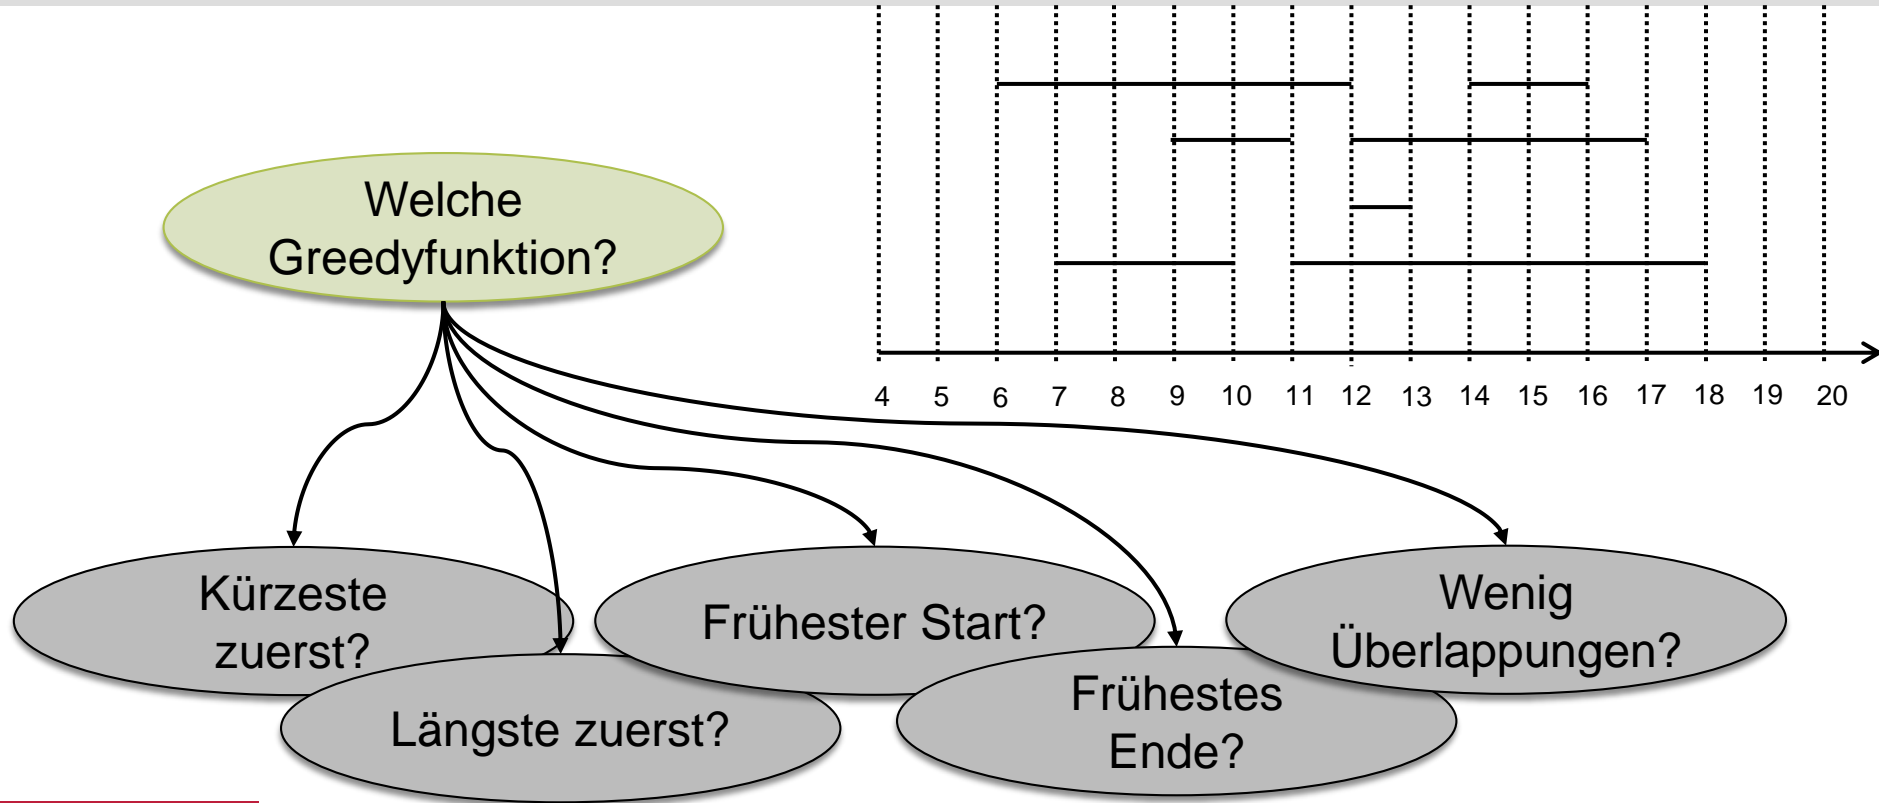 Welche
Greedyfunktion?
4 5 6 7 8 9 10 11 12 13 14 15 16 17 18 19 20
Kürzeste
zuerst?
Längste zuerst?
Frühester Start?
Frühestes
Ende?
Wenig
Überlappungen?